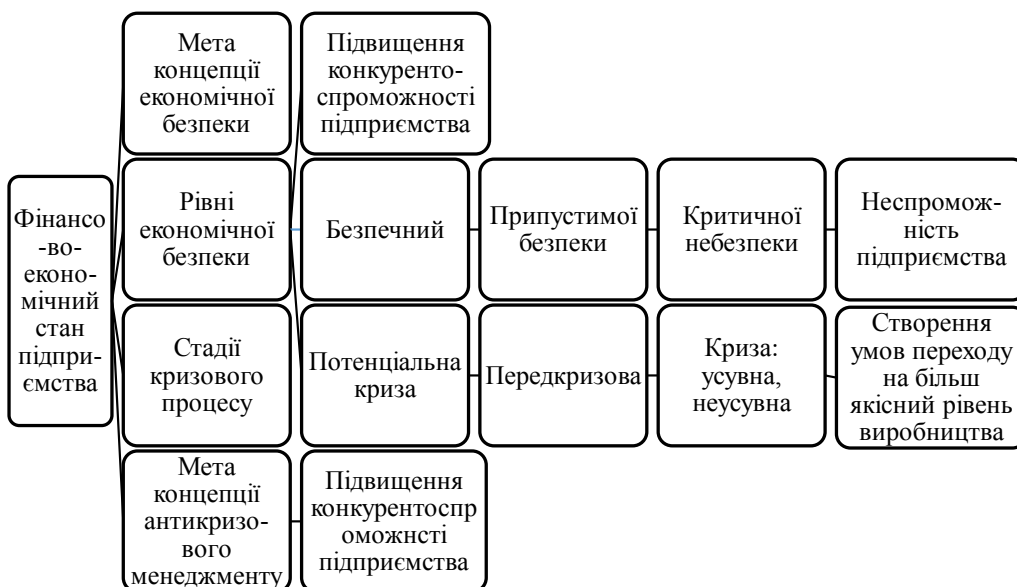 Фінансо
-во-
еконо-
мічний
стан
підпри-
ємства
Мета
концепції
економічної
безпеки
Підвищення
конкуренто-
спроможності
підприємства
Рівні
економічної
безпеки
Безпечний
Припустимої
безпеки
Критичної
небезпеки
Неспромож-
ність
підприємства
Стадії
кризового
процесу
Потенціальна
криза
Передкризова
Криза:
усувна,
неусувна
Створення
умов переходу
на більш
якісний рівень
виробництва
Мета
концепції
антикризо-
вого
менеджменту
Підвищення
конкурентоспр
оможнсті
підприємства